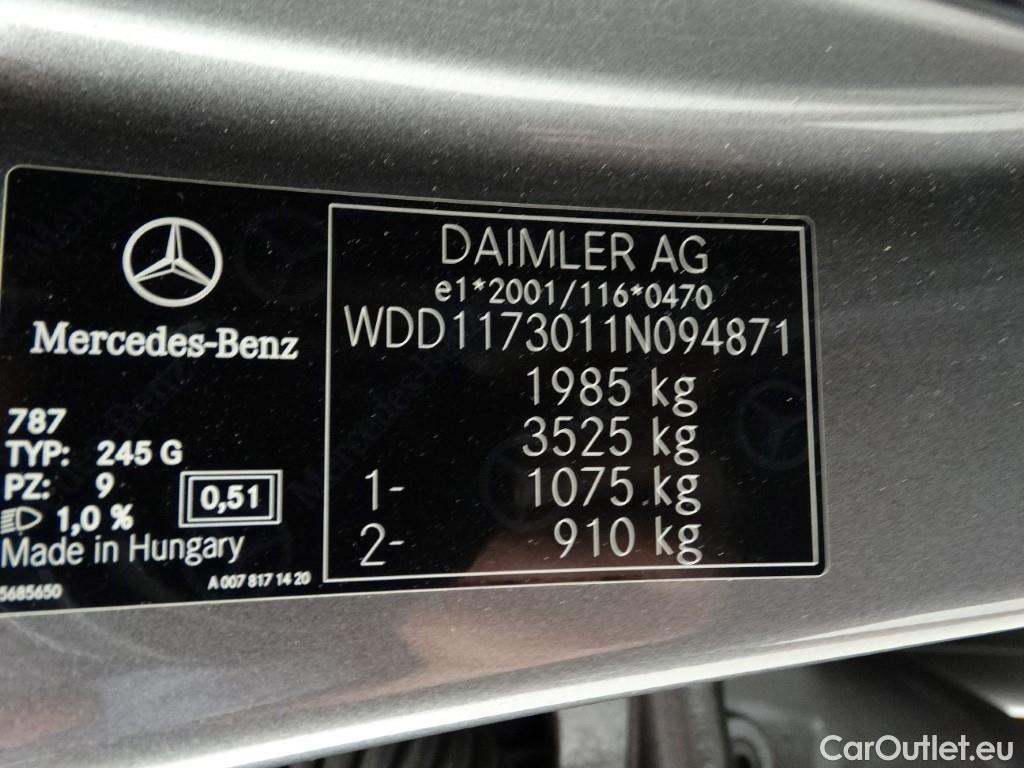 Mercedes-Benz
787
TYP: 245 G
PZ: 9
0,51
1,0 %
Made in Hungary
5685650
A 007 817 14 20
DAIMLER AG
e1*2001/116*0470
WDD1173011N094871
1985 kg
3525 kg
1- 1075 kg
2- 910 kg
CarOutlet.eu